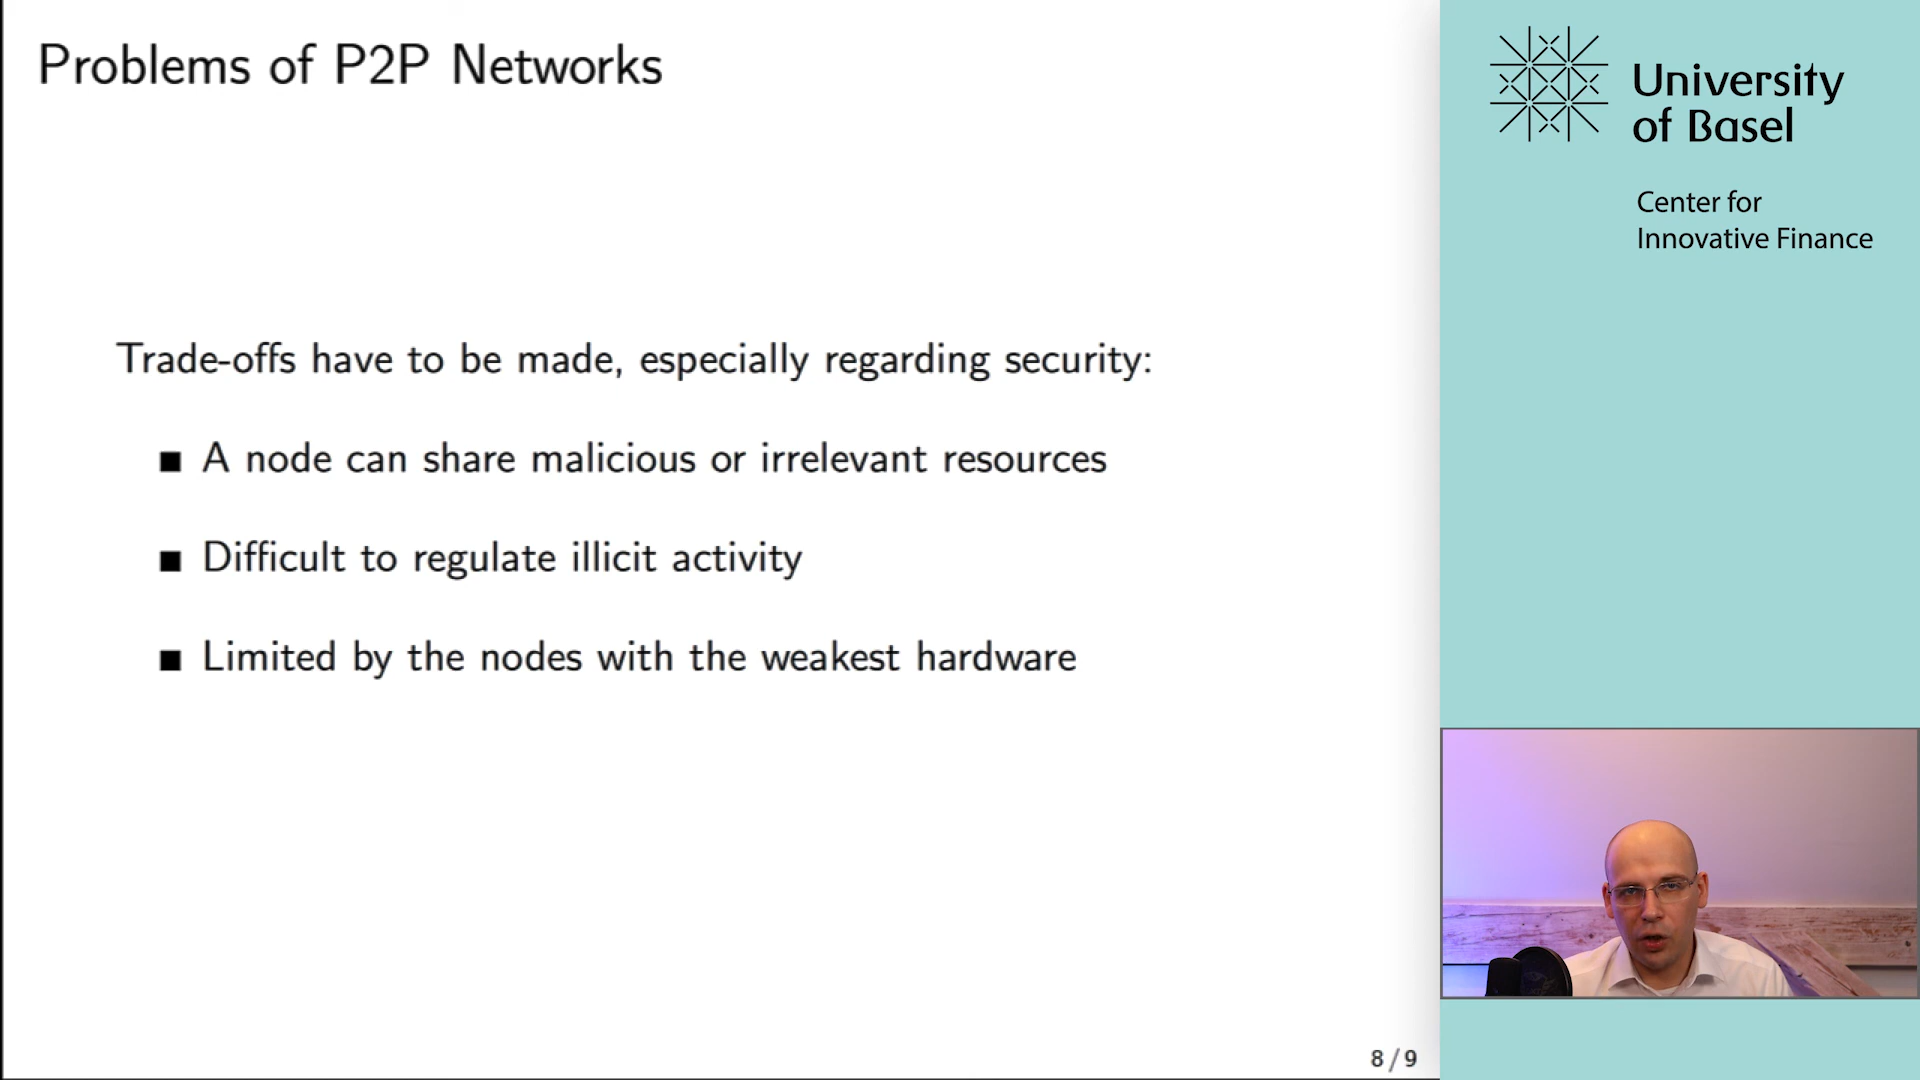 Problems of P2P Networks
Trade-offs have to be made, especially regarding security:
■ A node can share malicious or irrelevant resources
■ Difficult to regulate illicit activity
■ Limited by the nodes with the weakest hardware
8 / 9
University
of Basel
Center for
Innovative Finance